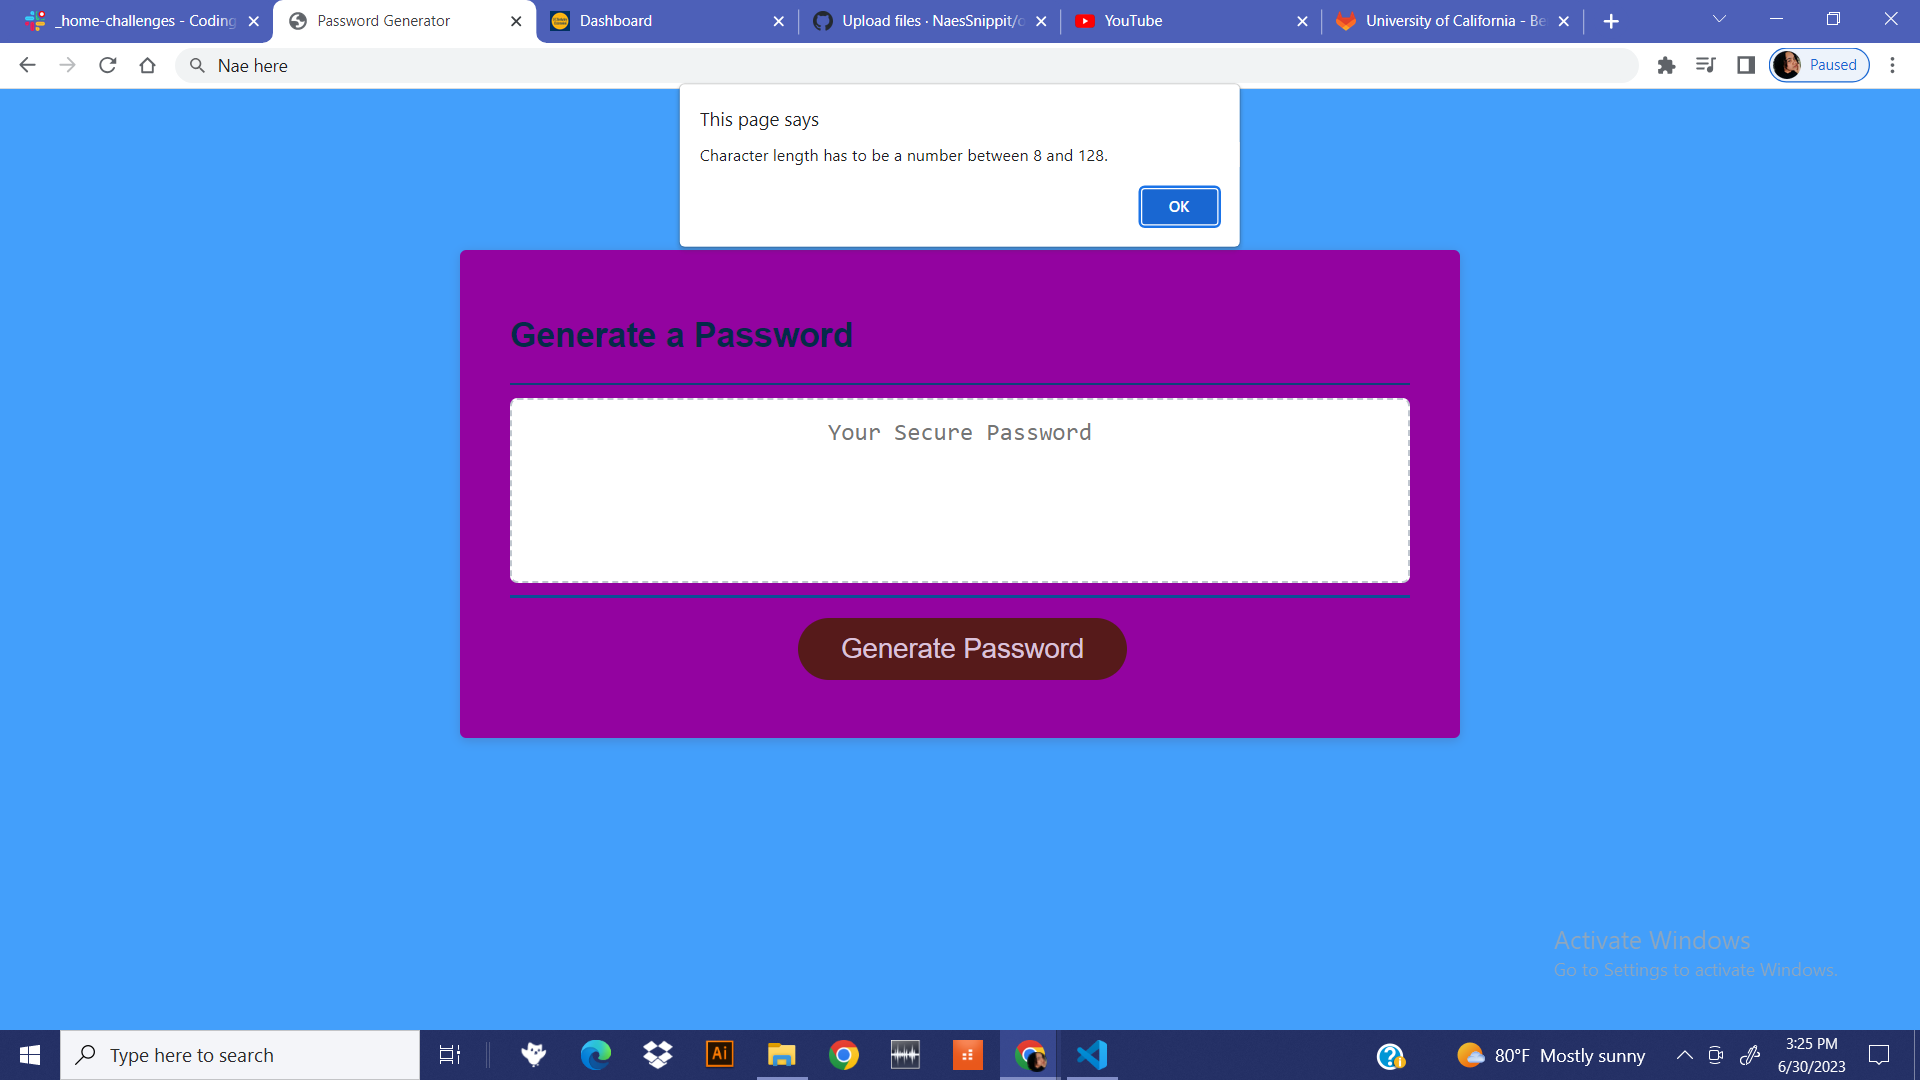 _home-challenges - Coding
Password Generator
Dashboard
Upload files · NaesSnippit/
YouTube
University of California - Be
Nae here
Paused
This page says
Character length has to be a number between 8 and 128.
OK
Generate a Password
Your Secure Password
Generate Password
Activate Windows
Go to Settings to activate Windows.
Type here to search
Ai
80°F Mostly sunny
3:25 PM
6/30/2023